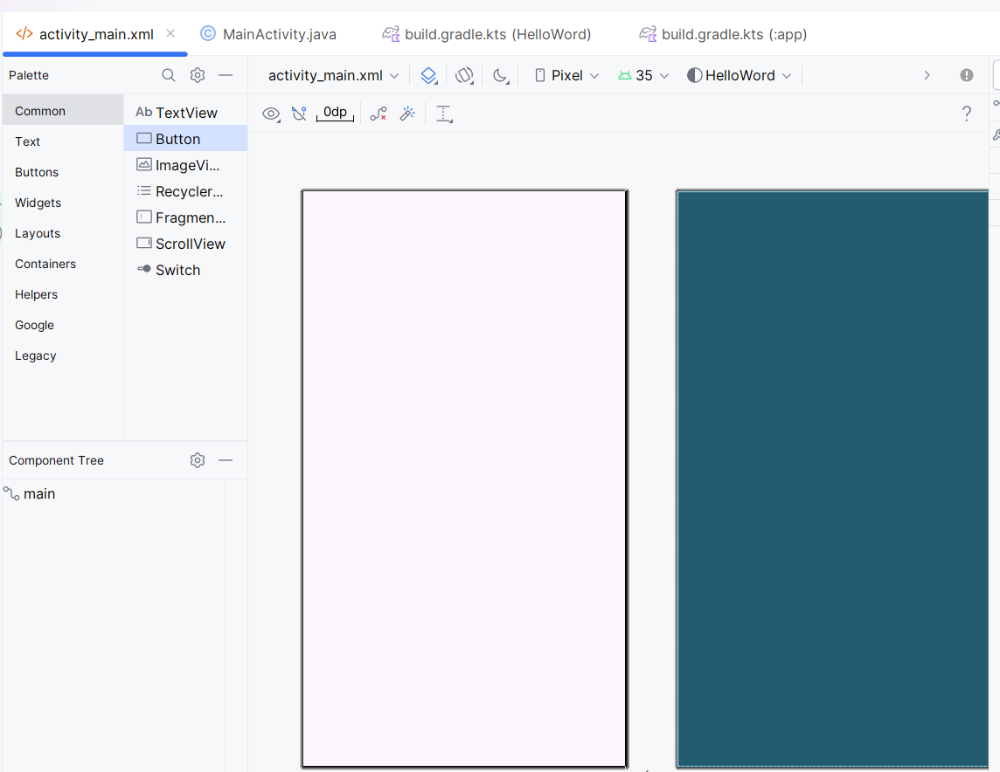 activity_main.xml
MainActivity.java
build.gradle.kts (HelloWord)
build.gradle.kts (:app)
Palette
activity_main.xml
Pixel
35
HelloWord
0dp
?
Common
Text
Buttons
Widgets
Layouts
Containers
Helpers
Google
Legacy
Ab TextView
Button
ImageVi...
Recycler...
Fragmen...
ScrollView
Switch
Component Tree
main